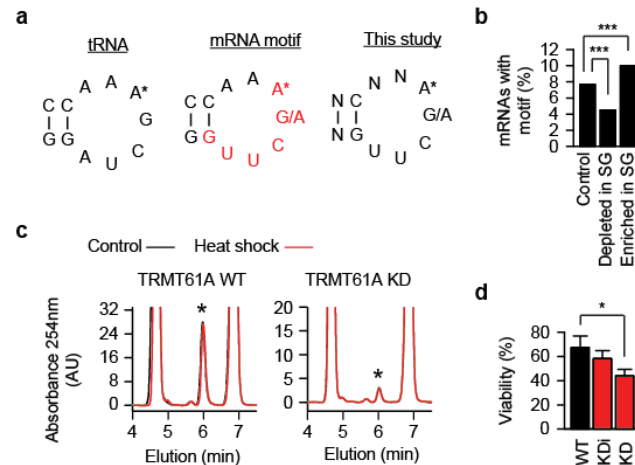 a
tRNA
A A A*
C G
C C
G U
G A
mRNA motif
A A*
C G/A
C C
G U
G U
This study
N N A*
C G/A
N C
N U
G U
b
mRNAs with motif (%)
12
10
8
6
4
2
0
***
***
Control
Depleted in SG
Enriched in SG
c
Control
Heat shock
TRMT61A WT
Absorbance 254nm
(AU)
32
24
16
8
0
*
4 5 6 7
Elution (min)
TRMT61A KD
20
15
10
5
0
*
4 5 6 7
Elution (min)
d
Viability (%)
80
60
40
20
0
*
WT
KDi
KD